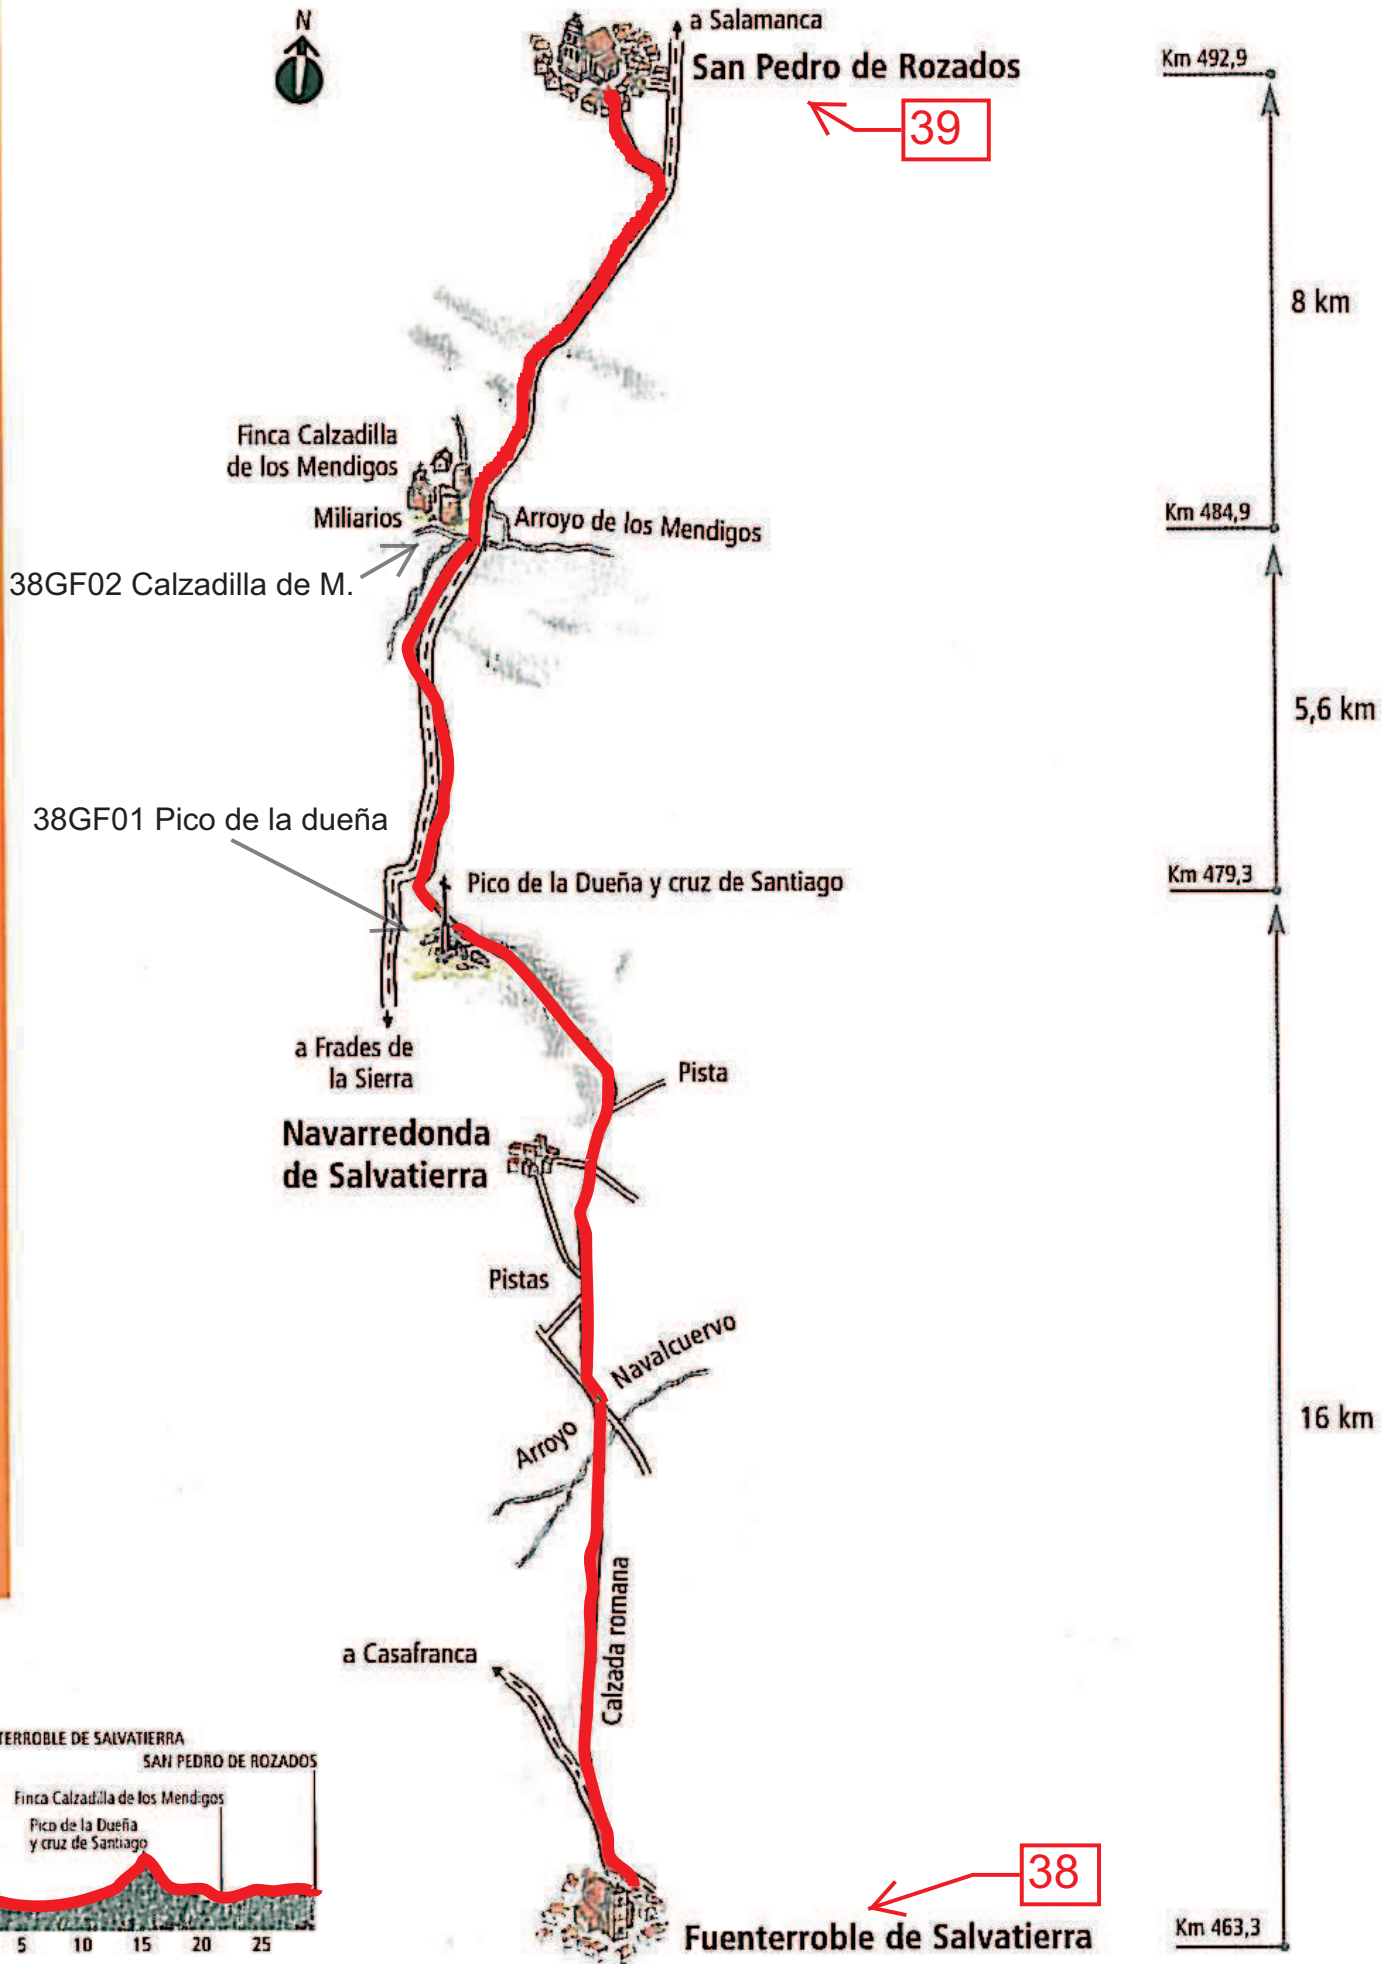 N
a Salamanca
San Pedro de Rozados
Km 492,9
39
8 km
Finca Calzadilla
de los Mendigos
Miliarios
Arroyo de los Mendigos
Km 484,9
38GF02 Calzadilla de M.
5,6 km
38GF01 Pico de la dueña
Pico de la Dueña y cruz de Santiago
Km 479,3
a Frades de
la Sierra
Pista
Navarredonda
de Salvatierra
Pistas
Arroyo Navalcuervo
16 km
Calzada romana
a Casafranca
TERROBLE DE SALVATIERRA
SAN PEDRO DE ROZADOS
Finca Calzadilla de los Mendigos
Pico de la Dueña
y cruz de Santiago
5 10 15 20 25
38
Fuenterroble de Salvatierra
Km 463,3